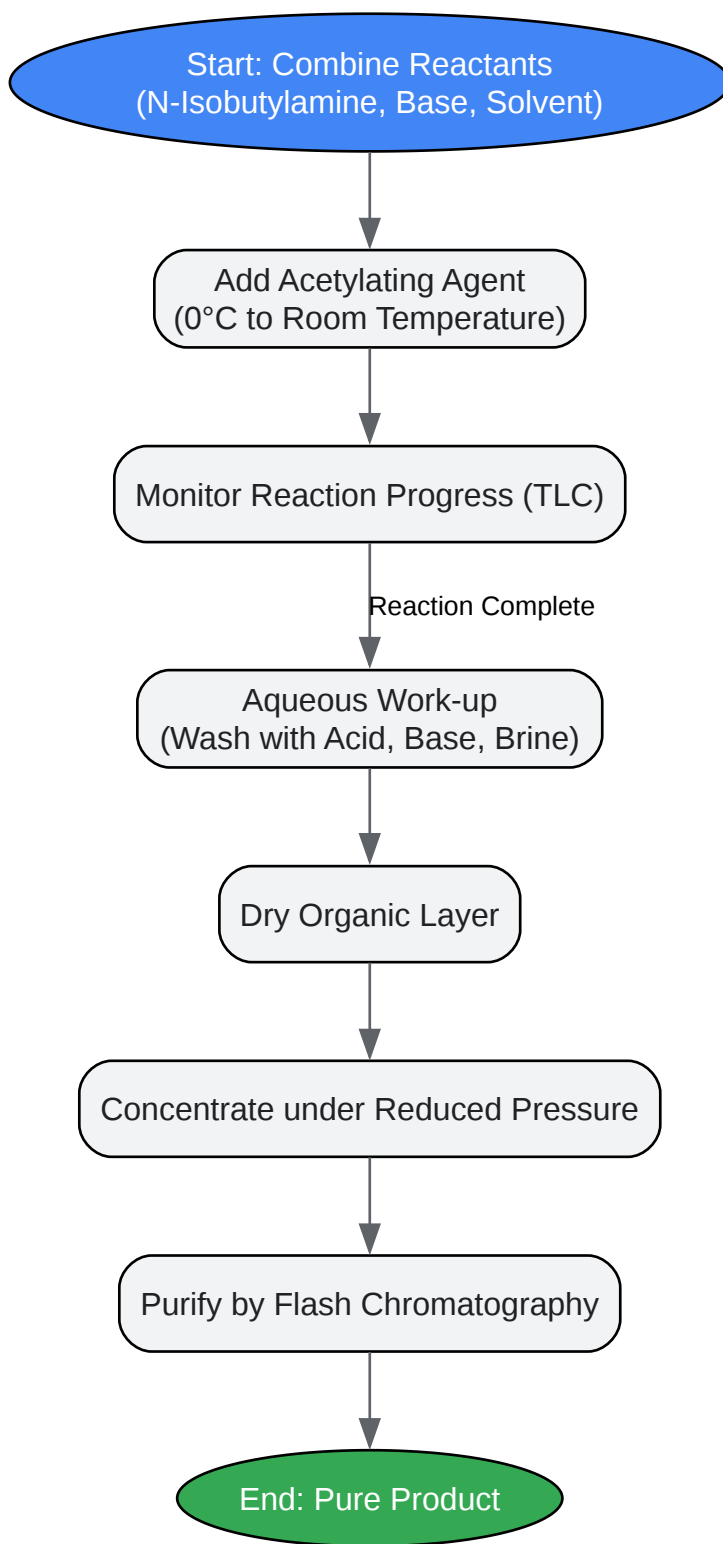 Start: Combine Reactants
(N-Isobutylamine, Base, Solvent)
Add Acetylating Agent
(0°C to Room Temperature)
Monitor Reaction Progress (TLC)
Reaction Complete
Aqueous Work-up
(Wash with Acid, Base, Brine)
Dry Organic Layer
Concentrate under Reduced Pressure
Purify by Flash Chromatography
End: Pure Product